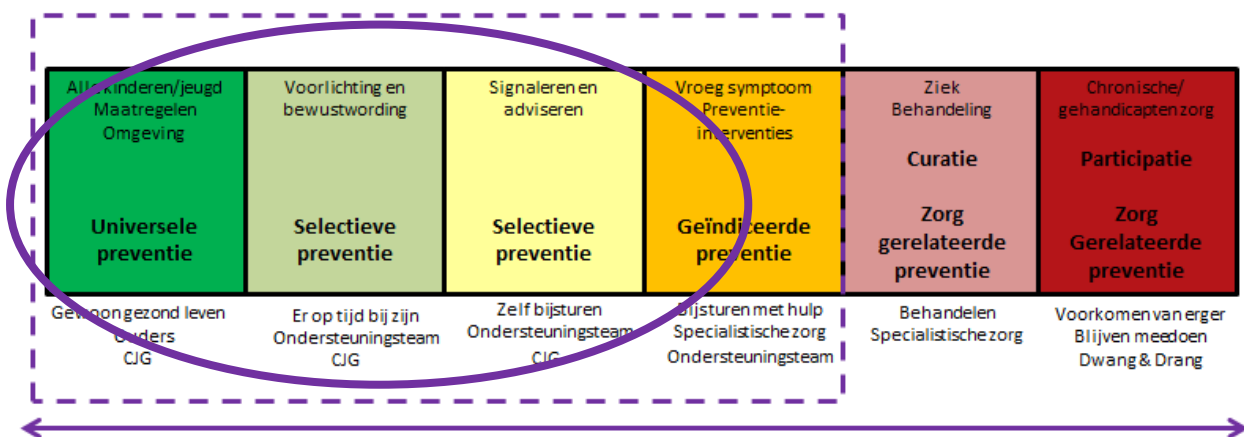 Alle kinderen/jeugd
Maatregelen
Omgeving
Universele
preventie
Gewoon gezond leven
Ouders
CJG
Voorlichting en
bewustwording
Selectieve
preventie
Er op tijd bij zijn
Ondersteuningsteam
CJG
Signaleren en
adviseren
Selectieve
preventie
Zelf bijsturen
Ondersteuningsteam
CJG
Vroeg symptoom
Preventie-
interventies
Geïndiceerde
preventie
Bijsturen met hulp
Specialistische zorg
Ondersteuningsteam
Ziek
Behandeling
Curatie
Zorg
gerelateerde
preventie
Behandelen
Specialistische zorg
Chronische/
gehandicaptenzorg
Participatie
Zorg
Gerelateerde
preventie
Voorkomen van erger
Blijven meedoen
Dwang & Drang